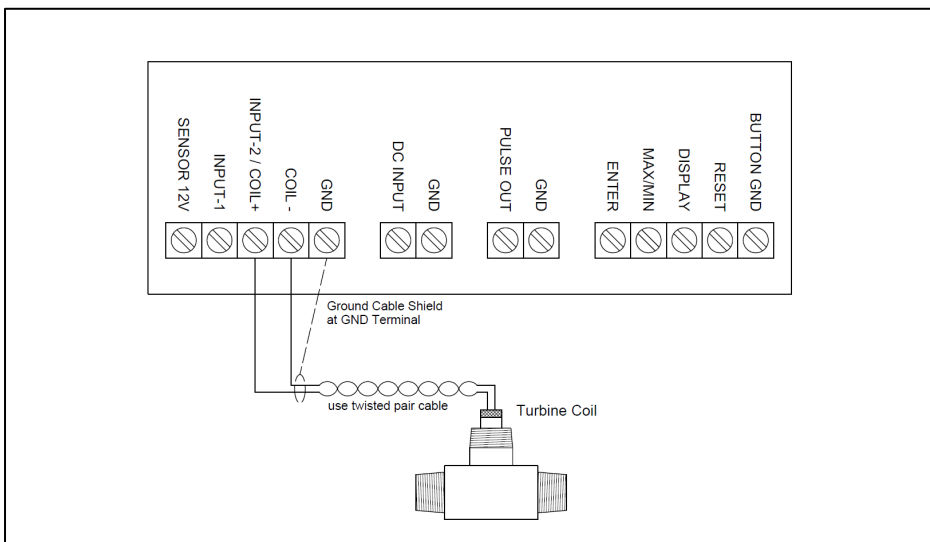 SENSOR 12V
INPUT-1
INPUT-2 / COIL+
COIL -
GND
DC INPUT
GND
PULSE OUT
GND
ENTER
MAX/MIN
DISPLAY
RESET
BUTTON GND
Ground Cable Shield
at GND Terminal
use twisted pair cable
Turbine Coil